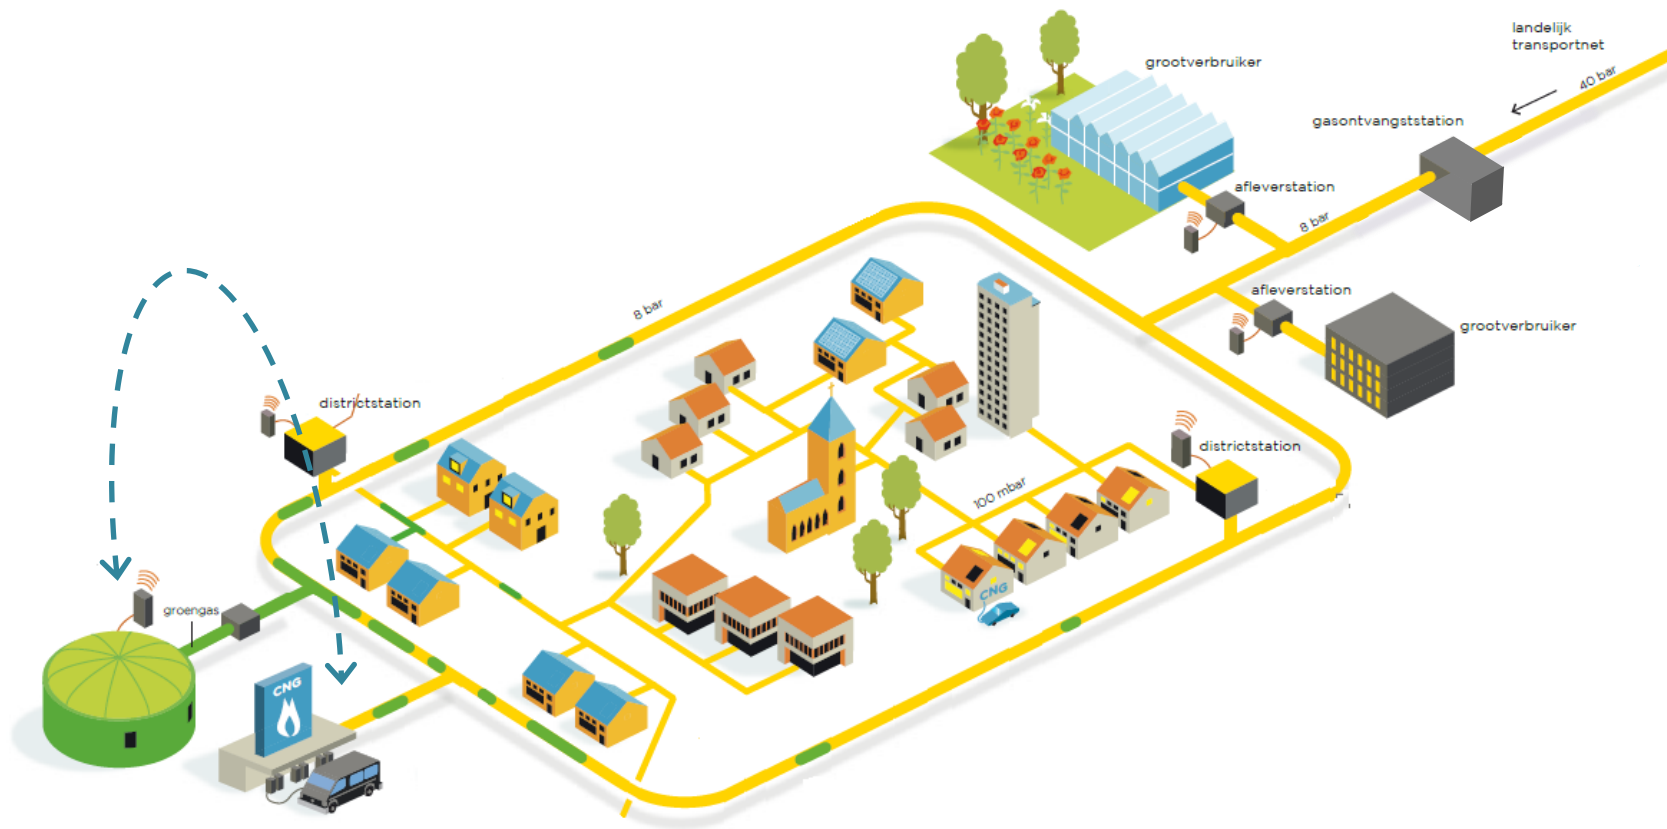 landelijk
transportnet
40 bar
grootverbruiker
gasontvangststation
afleverstation
8 bar
afleverstation
grootverbruiker
8 bar
districtstation
districtstation
100 mbar
CNG
groengas
CNG